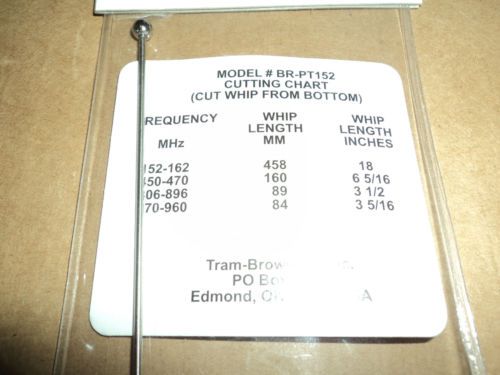 MODEL # BR-PT152
CUTTING CHART
(CUT WHIP FROM BOTTOM)
REQUENCY WHIP WHIP
LENGTH LENGTH
MHz MM INCHES
152-162 458 18
450-470 160 6 5/16
806-896 89 3 1/2
70-960 84 3 5/16
Tram-Brow
PO Bo
Edmond, A